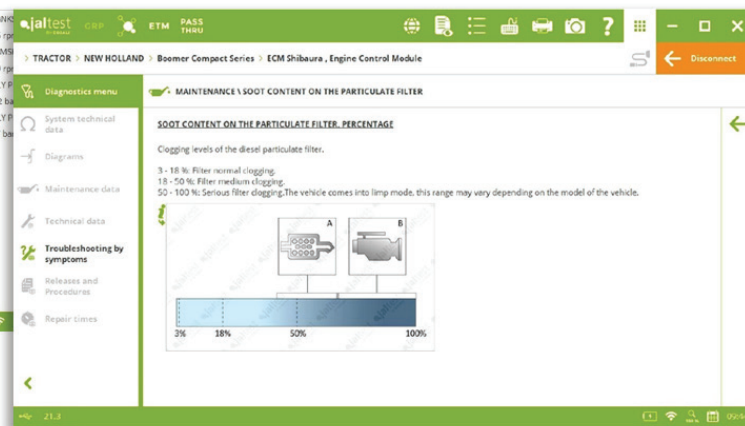 ajaltest GRP ETM PASS THRU
TRACTOR > NEW HOLLAND > Boomer Compact Series > ECM Shibaura , Engine Control Module
Disconnect
Diagnostics menu
MAINTENANCE \ SOOT CONTENT ON THE PARTICULATE FILTER
System technical data
Diagrams
Maintenance data
Technical data
Troubleshooting by symptoms
Releases and Procedures
Repair times
SOOT CONTENT ON THE PARTICULATE FILTER. PERCENTAGE
Clogging levels of the diesel particulate filter.
3 - 18 %: Filter normal clogging.
18 - 50 %: Filter medium clogging.
50 - 100 %: Serious filter clogging.The vehicle comes into limp mode, this range may vary depending on the model of the vehicle.
A B
3% 18% 50% 100%
21.3